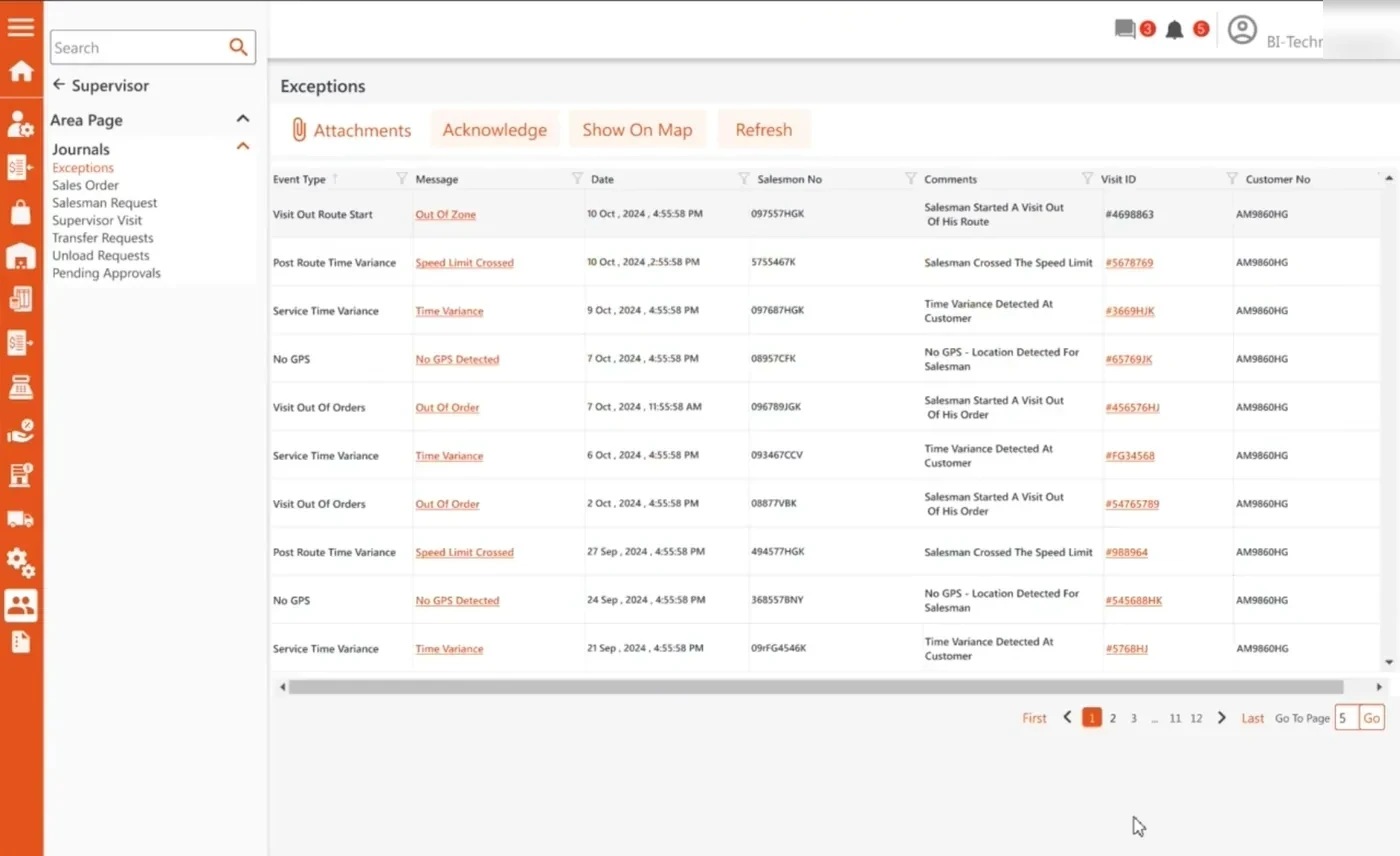 Search
3
5
BI-Techr
Supervisor
Area Page
Journals
Exceptions
Sales Order
Salesman Request
Supervisor Visit
Transfer Requests
Unload Requests
Pending Approvals
Exceptions
Attachments Acknowledge Show On Map Refresh
Event Type Message Date Salesmon No Comments Visit ID Customer No
Visit Out Route Start Out Of Zone 10 Oct , 2024 , 4:55:58 PM 097557HGK Salesman Started A Visit Out #4698863 AM9860HG
Of His Route
Post Route Time Variance Speed Limit Crossed 10 Oct , 2024 ,2:55:58 PM 5755467K Salesman Crossed The Speed Limit #5678769 AM9860HG
Service Time Variance Time Variance 9 Oct , 2024 , 4:55:58 PM 097687HGK Time Variance Detected At #3669HJK AM9860HG
Customer
No GPS No GPS Detected 7 Oct , 2024 , 4:55:58 PM 08957CFK No GPS - Location Detected For #65769JK AM9860HG
Salesman
Visit Out Of Orders Out Of Order 7 Oct , 2024 , 11:55:58 AM 096789JGK Salesman Started A Visit Out #456576HJ AM9860HG
Of His Order
Service Time Variance Time Variance 6 Oct , 2024 , 4:55:58 PM 093467CCV Time Variance Detected At #FG34568 AM9860HG
Customer
Visit Out Of Orders Out Of Order 2 Oct , 2024 , 4:55:58 PM 08877VBK Salesman Started A Visit Out #54765789 AM9860HG
Of His Order
Post Route Time Variance Speed Limit Crossed 27 Sep , 2024 , 4:55:58 PM 494577HGK Salesman Crossed The Speed Limit #988964 AM9860HG
No GPS No GPS Detected 24 Sep , 2024 , 4:55:58 PM 368557BNY No GPS - Location Detected For #545688HK AM9860HG
Salesman
Service Time Variance Time Variance 21 Sep , 2024 , 4:55:58 PM 09rFG4546K Time Variance Detected At #5768HJ AM9860HG
Customer
First 1 2 3 ... 11 12 Last Go To Page 5 Go